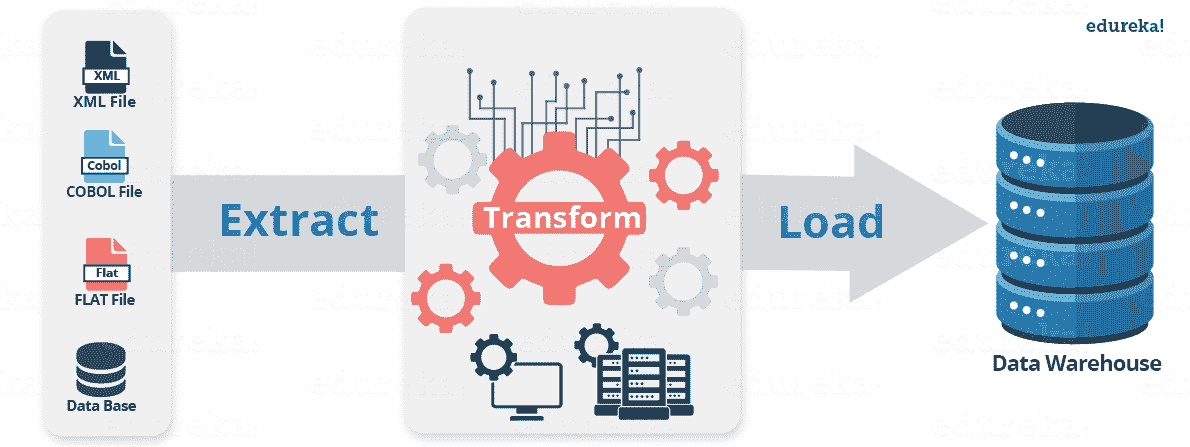 edureka!
XML
XML File
Cobol
COBOL File
Flat
FLAT File
Data Base
Extract
Transform
Load
Data Warehouse